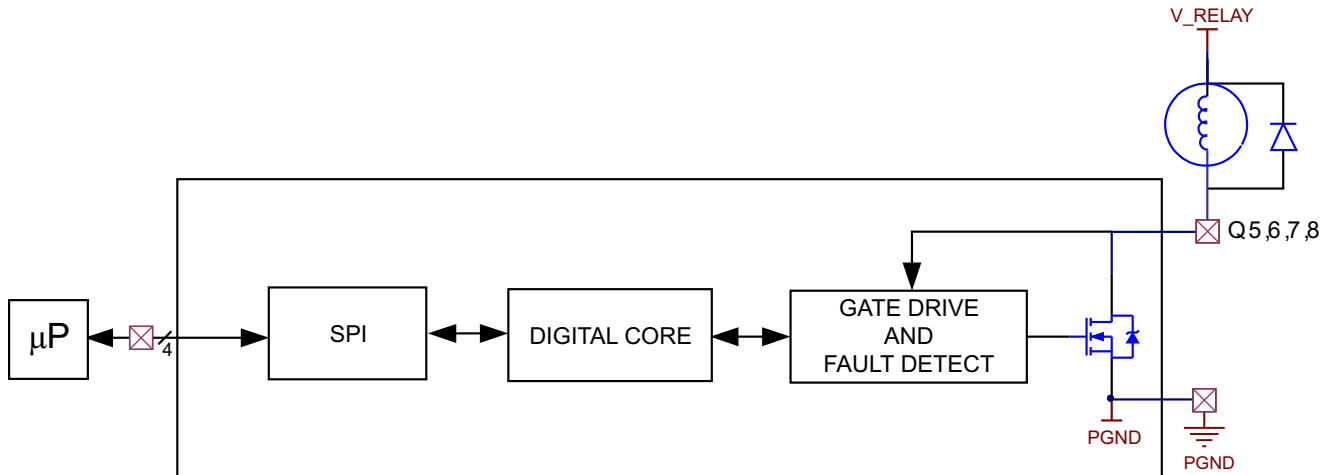 V_RELAY
Q5,6,7,8
μP
4
SPI
DIGITAL CORE
GATE DRIVE
AND
FAULT DETECT
PGND
PGND